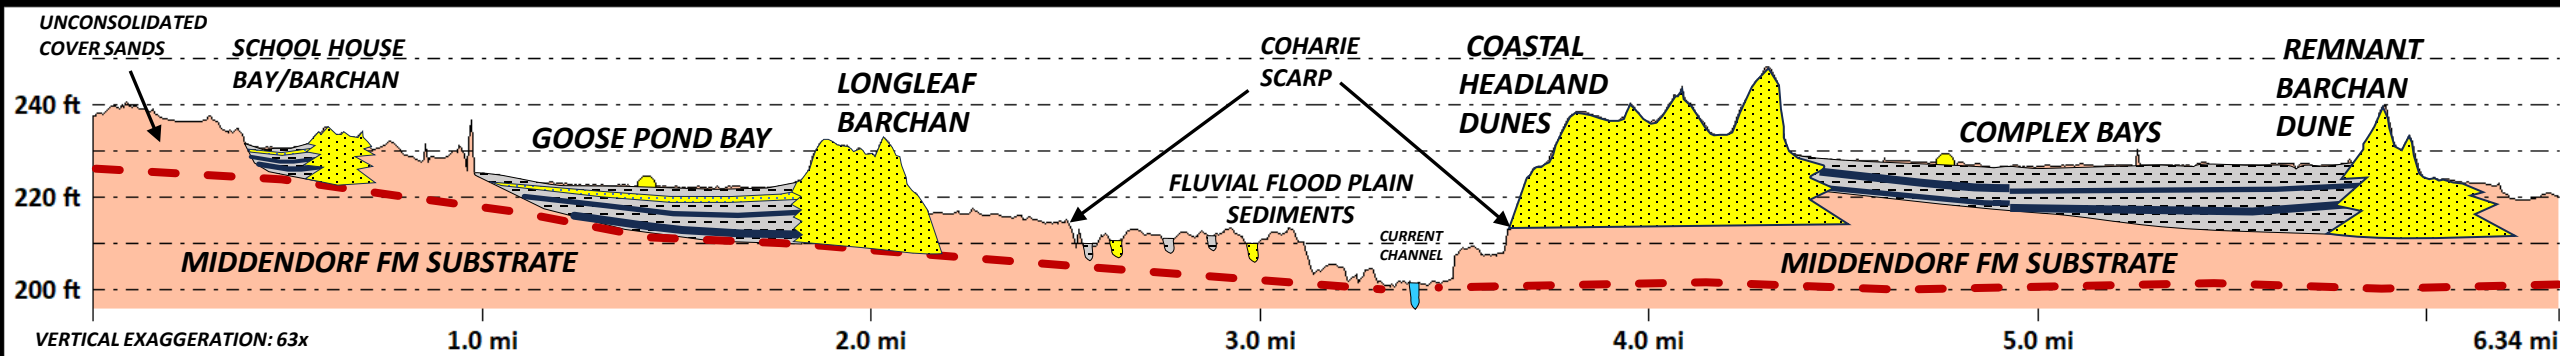 UNCONSOLIDATED
COVER SANDS
SCHOOL HOUSE
BAY/BARCHAN
GOOSE POND BAY
LONGLEAF
BARCHAN
COHARIE
SCARP
FLUVIAL FLOOD PLAIN
SEDIMENTS
CURRENT
CHANNEL
COASTAL
HEADLAND
DUNES
COMPLEX BAYS
REMNANT
BARCHAN
DUNE
240 ft
220 ft
200 ft
MIDDENDORF FM SUBSTRATE
MIDDENDORF FM SUBSTRATE
VERTICAL EXAGGERATION: 63x
1.0 mi
2.0 mi
3.0 mi
4.0 mi
5.0 mi
6.34 mi